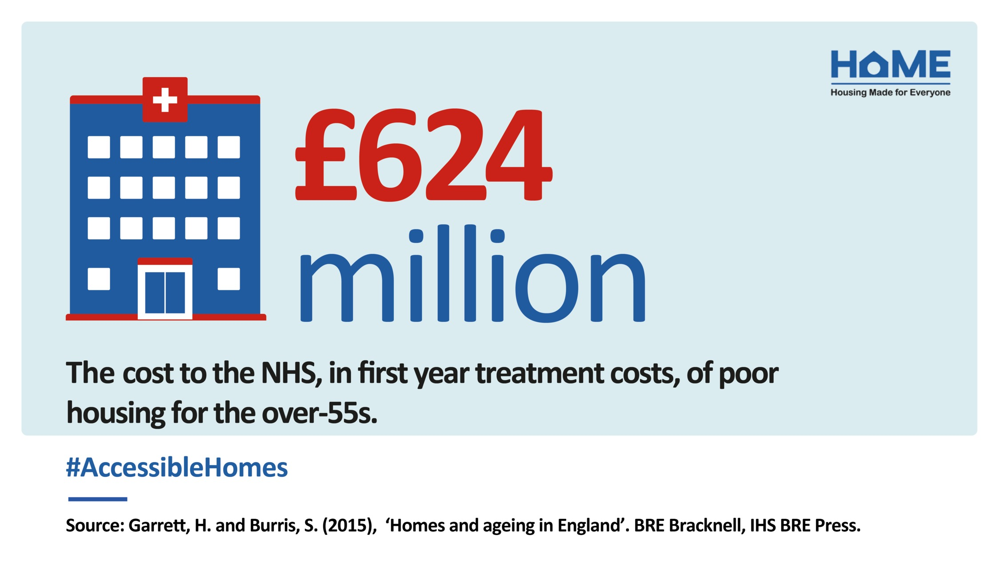 HOME
Housing Made for Everyone
£624
million
The cost to the NHS, in first year treatment costs, of poor
housing for the over-55s.
#AccessibleHomes
Source: Garrett, H. and Burris, S. (2015),  ‘Homes and ageing in England’. BRE Bracknell, IHS BRE Press.